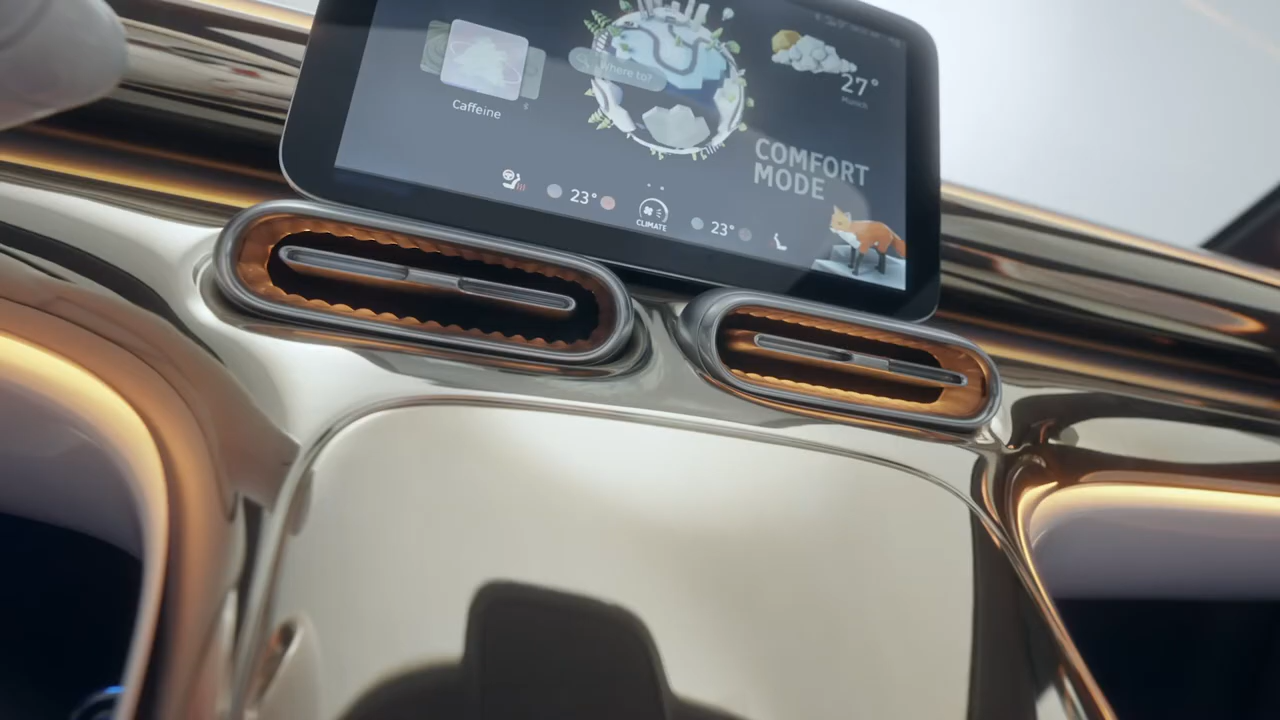 Where to?
27°
Munich
Caffeine
COMFORT
MODE
23°
CLIMATE
23°